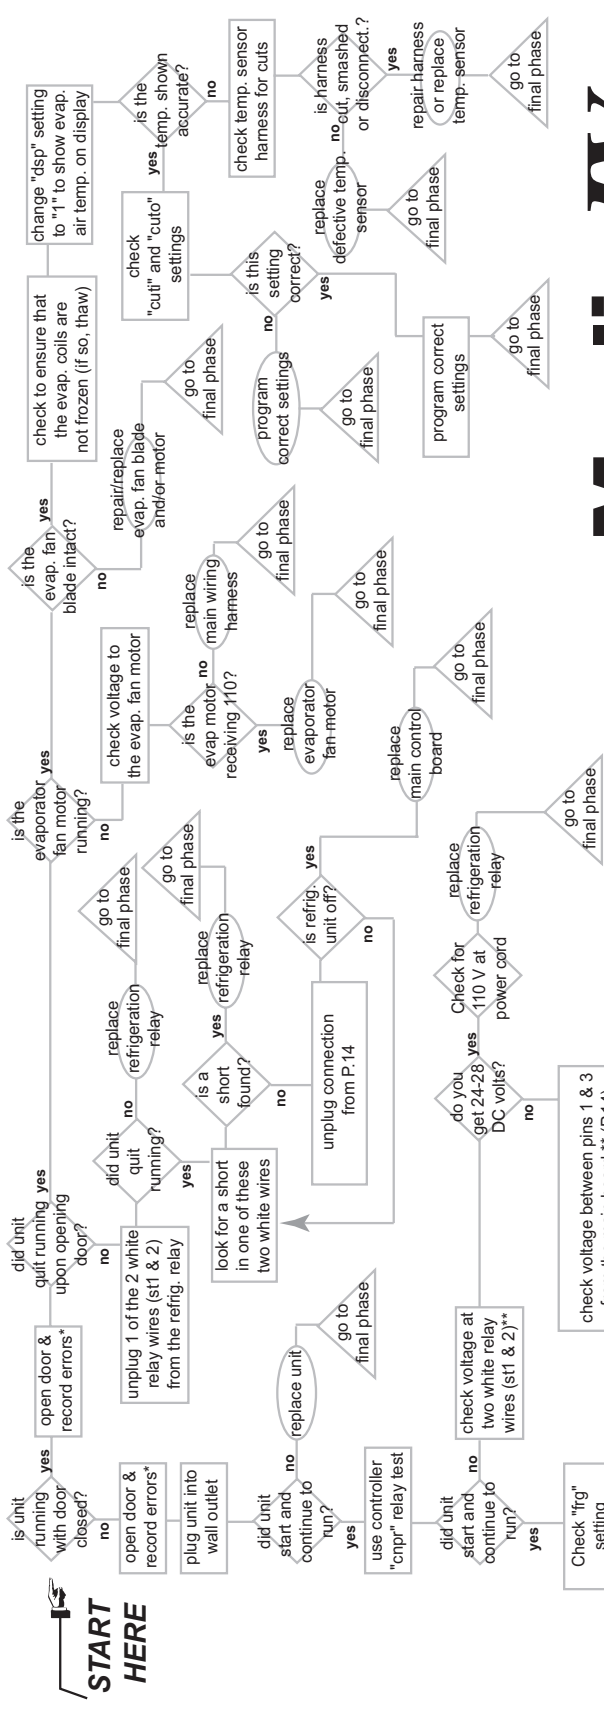 START
HERE
is unit
running
with door
closed?
yes
no
open door &
record errors*
did unit
quit running
upon opening
door?
yes
no
is the
evaporator
fan motor
running?
yes
no
is the
evap. fan
blade intact?
yes
no
check to ensure that
the evap. coils are
not frozen (if so, thaw)
change "dsp" setting
to "1" to show evap.
air temp. on display
is the
temp. shown
accurate?
yes
no
check
"cuti" and "cuto"
settings
check temp. sensor
harness for cuts
is harness
cut, smashed
or disconnect.?
no
yes
repair harness
or replace
temp. sensor
go to
final phase
replace
defective temp.
sensor
go to
final phase
is this
setting
correct?
no
yes
program
correct settings
go to
final phase
program correct
settings
go to
final phase
repair/replace
evap. fan blade
and/or motor
go to
final phase
check voltage to
the evap. fan motor
is the
evap motor
receiving 110?
no
yes
replace
main wiring
harness
go to
final phase
replace
evaporator
fan motor
go to
final phase
unplug 1 of the 2 white
relay wires (st1 & 2)
from the refrig. relay
did unit
quit
running?
no
yes
replace
refrigeration
relay
go to
final phase
look for a short
in one of these
two white wires
is a
short
found?
yes
no
replace
refrigeration
relay
go to
final phase
unplug connection
from P.14
is refrig.
unit off?
yes
no
replace
main control
board
go to
final phase
open door &
record errors*
plug unit into
wall outlet
did unit
start and
continue to
run?
no
yes
replace unit
go to
final phase
use controller
"cnpr" relay test
did unit
start and
continue to
run?
no
yes
check voltage at
two white relay
wires (st1 & 2)**
do you
get 24-28
DC volts?
yes
no
Check for
110 V at
power cord
replace
refrigeration
relay
go to
final phase
check voltage between pins 1 & 3
Check "frg"
setting